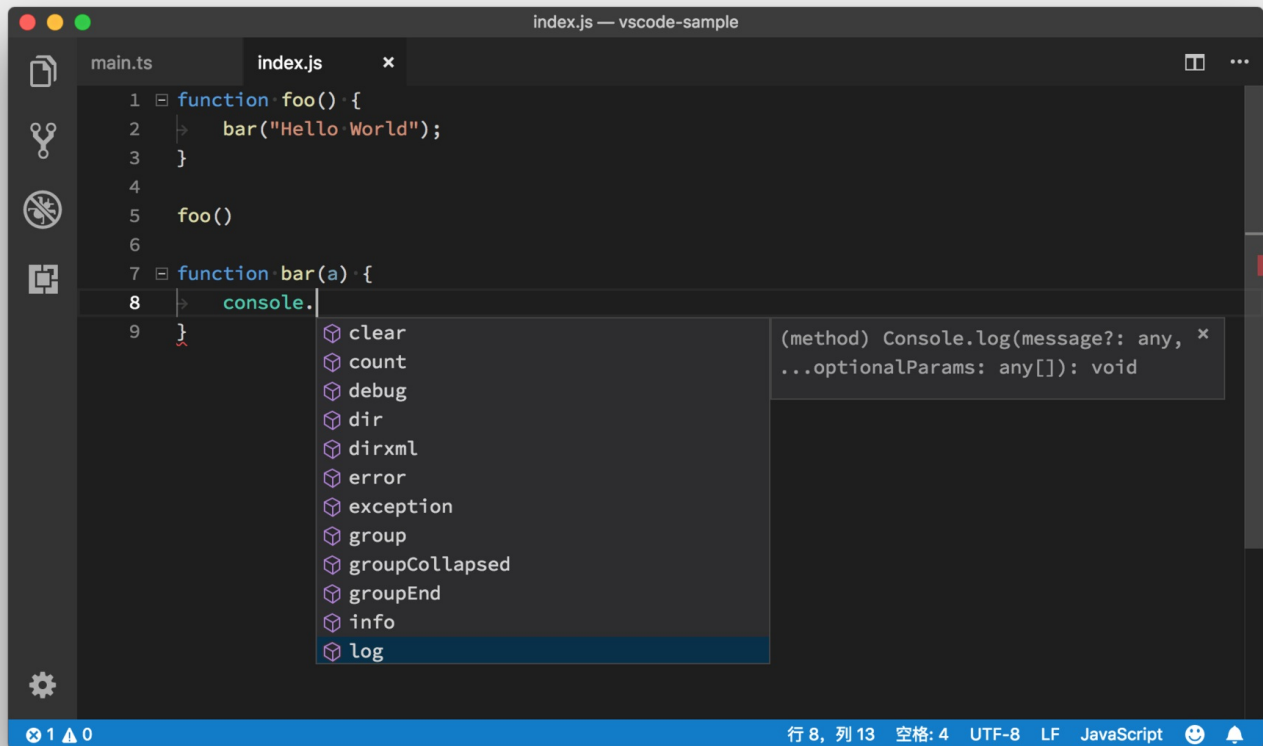 index.js — vscode-sample
main.ts index.js
1 function foo() {
2 bar("Hello World");
3 }
4
5 foo()
6
7 function bar(a) {
8 console.
9 }
clear
count
debug
dir
dirxml
error
exception
group
groupCollapsed
groupEnd
info
log
(method) Console.log(message?: any,
...optionalParams: any[]): void
1 0 行 8，列 13 空格: 4 UTF-8 LF JavaScript